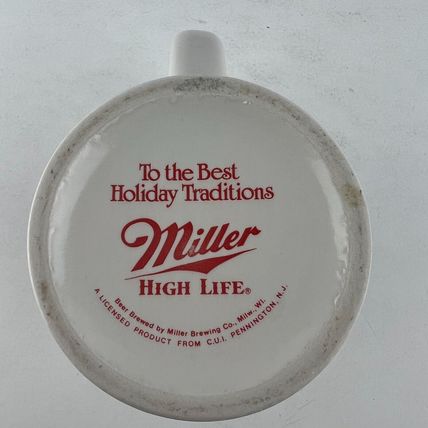 To the Best
Holiday Traditions
Miller
HIGH LIFE®
Beer Brewed by Miller Brewing Co., Milw., WI.
A LICENSED PRODUCT FROM C.U.I. PENNINGTON, N.J.